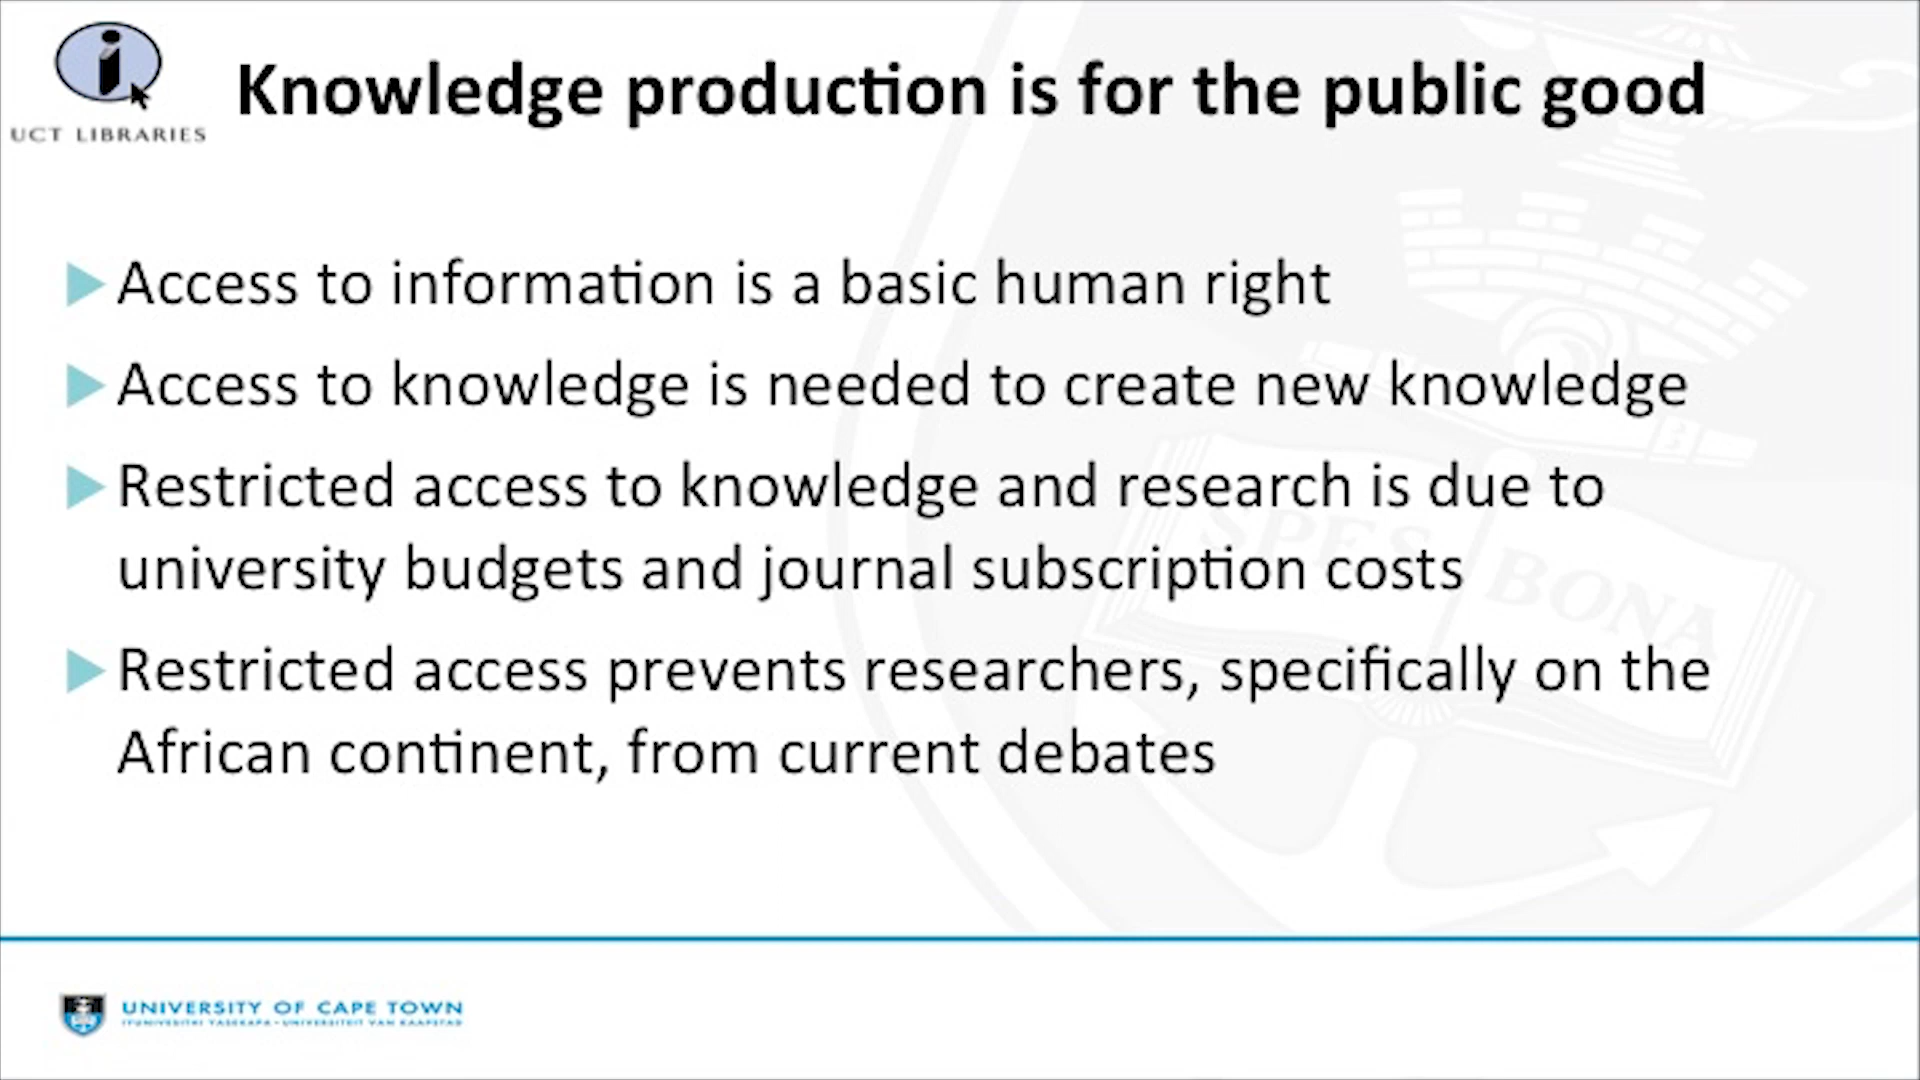 Knowledge production is for the public good
UCT LIBRARIES
Access to information is a basic human right
Access to knowledge is needed to create new knowledge
Restricted access to knowledge and research is due to
university budgets and journal subscription costs
Restricted access prevents researchers, specifically on the
African continent, from current debates
SPES BONA
UNIVERSITY OF CAPE TOWN
IYUNIVESITHI YASEKAPA • UNIVERSITEIT VAN KAAPSTAD